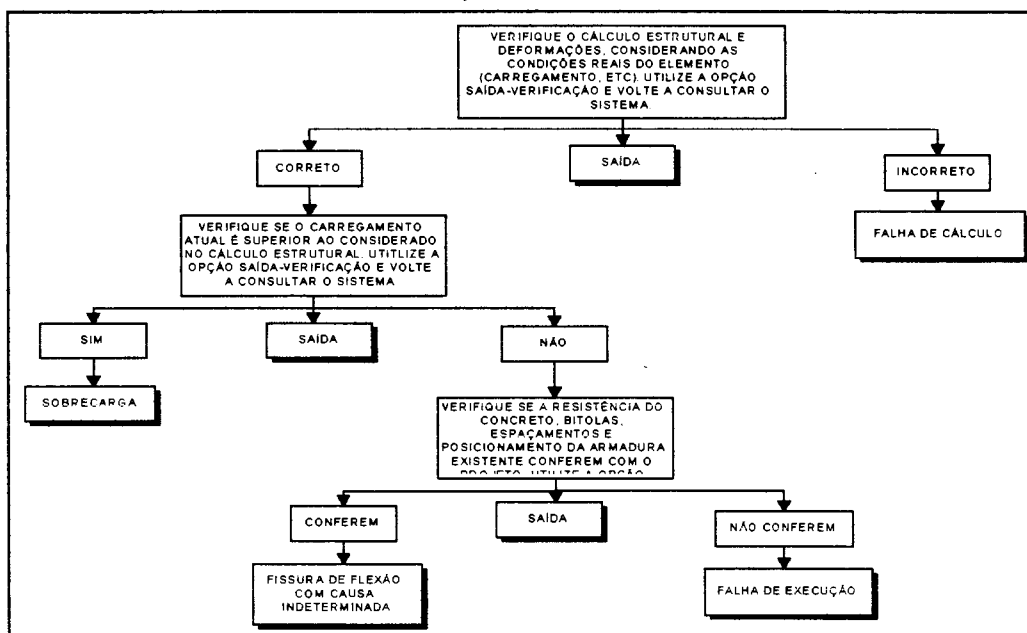 VERIFIQUE O CÁLCULO ESTRUTURAL E
DEFORMAÇÕES, CONSIDERANDO AS
CONDIÇÕES REAIS DO ELEMENTO
(CARREGAMENTO, ETC). UTILIZE A OPÇÃO
SAÍDA-VERIFICAÇÃO E VOLTE A CONSULTAR O
SISTEMA.
CORRETO
SAÍDA
INCORRETO
VERIFIQUE SE O CARREGAMENTO
ATUAL É SUPERIOR AO CONSIDERADO
NO CÁLCULO ESTRUTURAL. UTITLIZE A
OPÇÃO SAÍDA-VERIFICAÇÃO E VOLTE
A CONSULTAR O SISTEMA
FALHA DE CÁLCULO
SIM
SAÍDA
NÃO
SOBRECARGA
VERIFIQUE SE A RESISTÊNCIA DO
CONCRETO, BITOLAS,
ESPAÇAMENTOS E
POSICIONAMENTO DA ARMADURA
EXISTENTE CONFEREM COM O
PROJETO. UTILIZE A OPÇÃO
CONFEREM
SAÍDA
NÃO CONFEREM
FISSURA DE FLEXÃO
COM CAUSA
INDETERMINADA
FALHA DE EXECUÇÃO